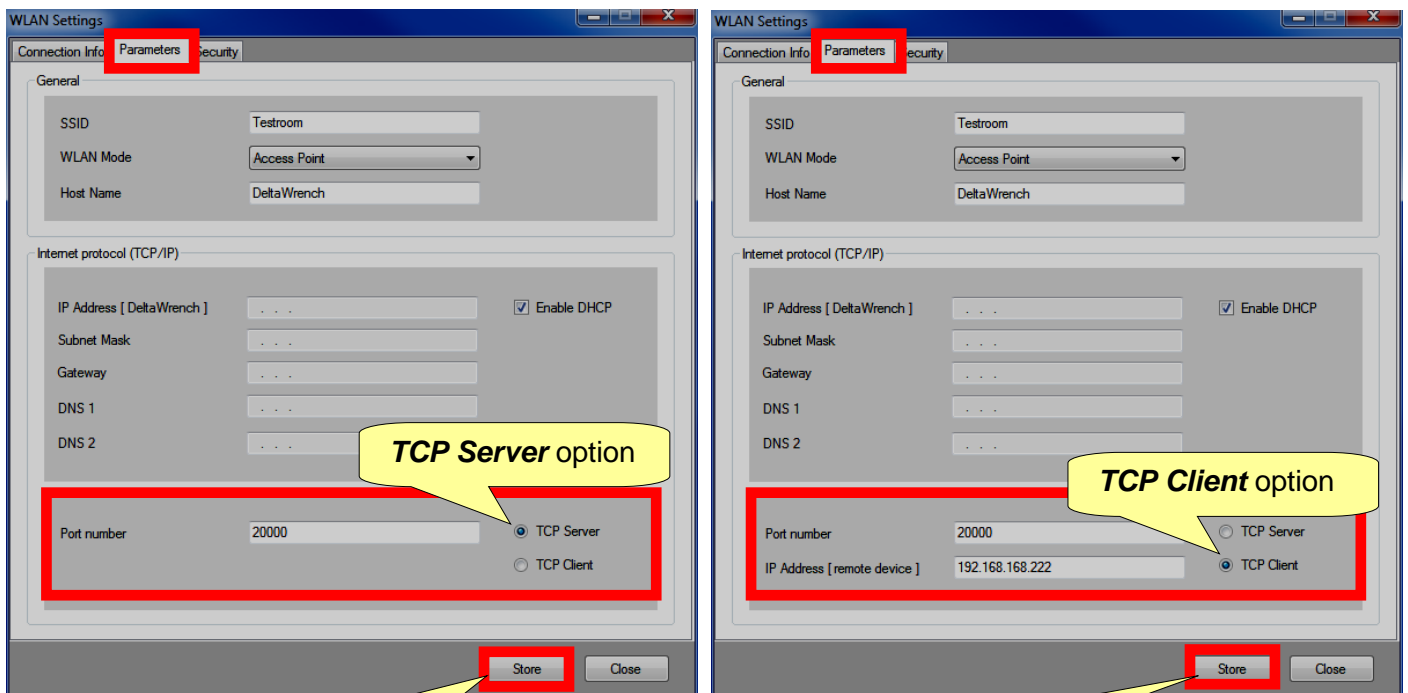 WLAN Settings
Connection Info Parameters Security
General
SSID Testroom
WLAN Mode Access Point
Host Name DeltaWrench
Internet protocol (TCP/IP)
IP Address [ DeltaWrench ] . . . Enable DHCP
Subnet Mask . . .
Gateway . . .
DNS 1 . . .
DNS 2 . . .
TCP Server option
Port number 20000 TCP Server
TCP Client
Store Close
WLAN Settings
Connection Info Parameters ecurity
General
SSID Testroom
WLAN Mode Access Point
Host Name DeltaWrench
Internet protocol (TCP/IP)
IP Address [ DeltaWrench ] . . . Enable DHCP
Subnet Mask . . .
Gateway . . .
DNS 1 . . .
DNS 2 . . .
TCP Client option
Port number 20000 TCP Server
IP Address [ remote device ] 192.168.168.222 TCP Client
Store Close